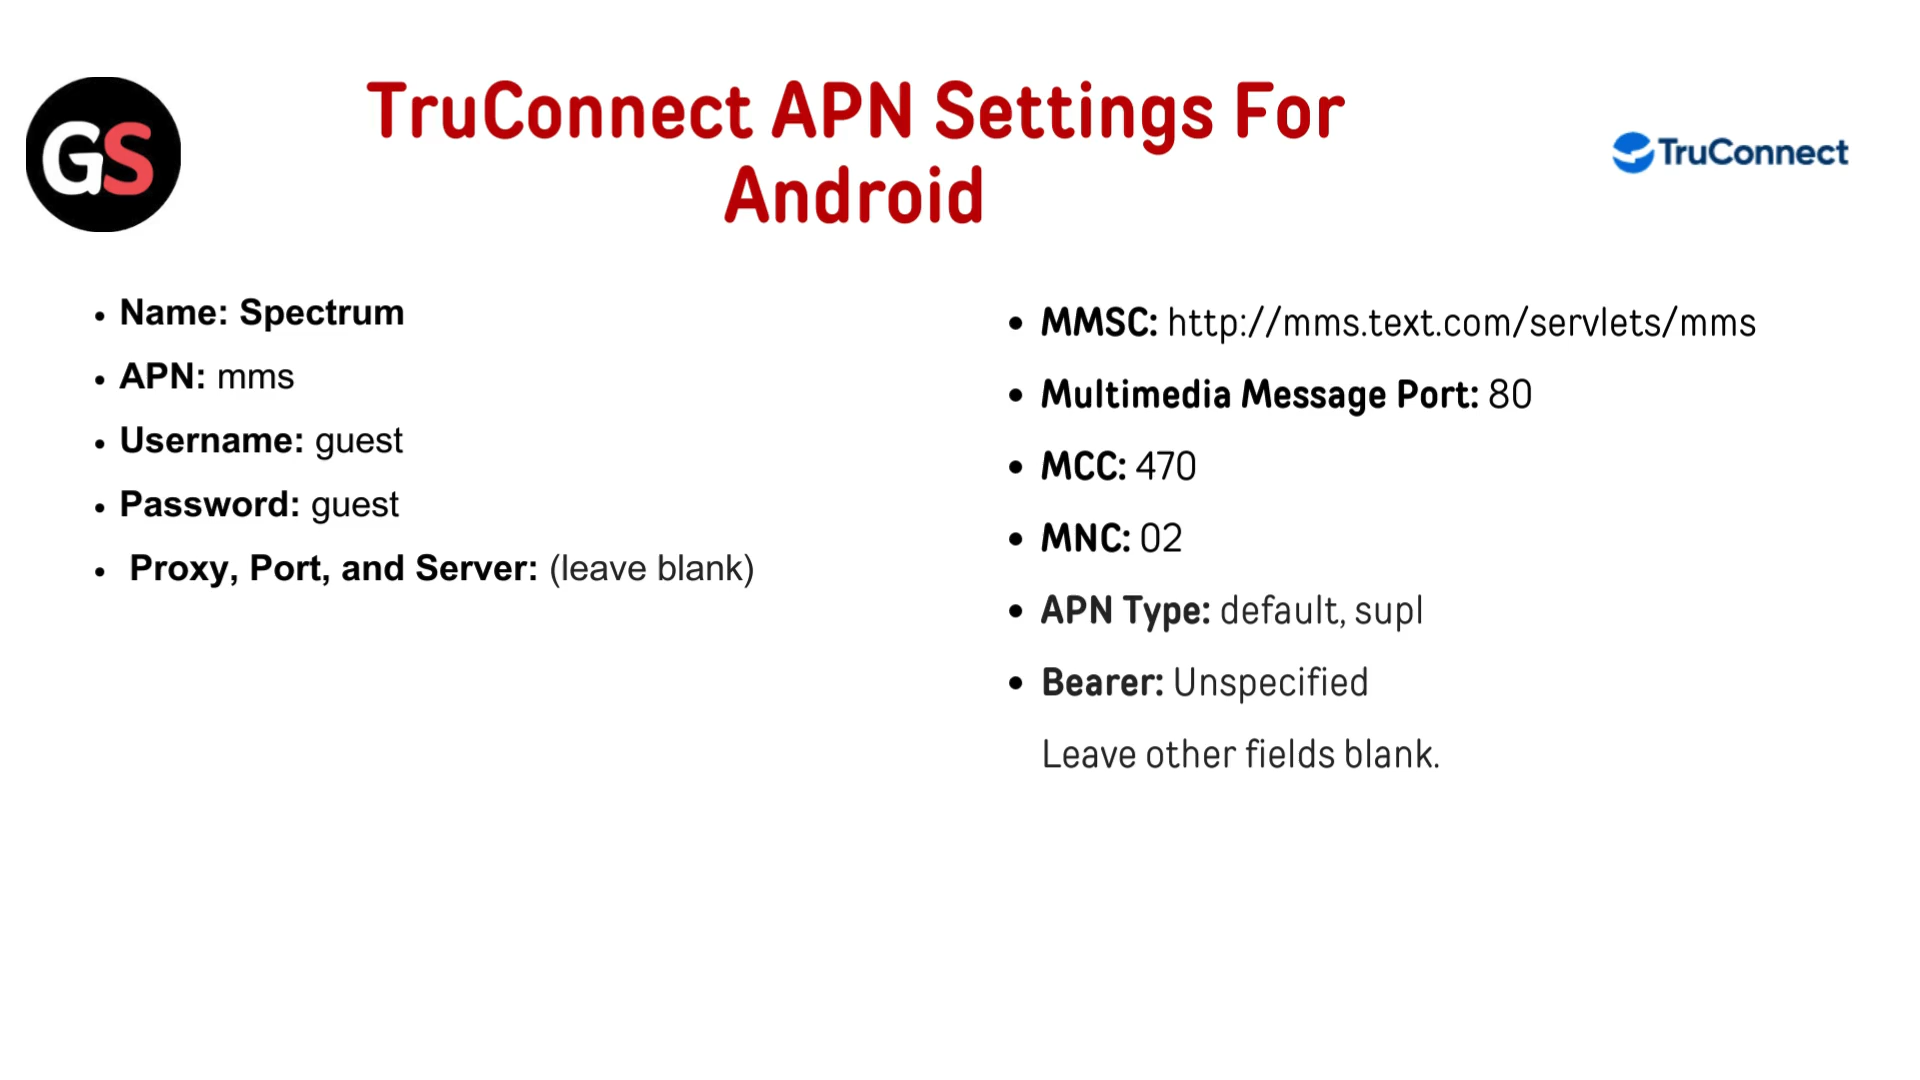 GS
TruConnect APN Settings For
Android
TruConnect
Name: Spectrum
APN: mms
Username: guest
Password: guest
Proxy, Port, and Server: (leave blank)
MMSC: http://mms.text.com/servlets/mms
Multimedia Message Port: 80
MCC: 470
MNC: 02
APN Type: default, supl
Bearer: Unspecified
Leave other fields blank.